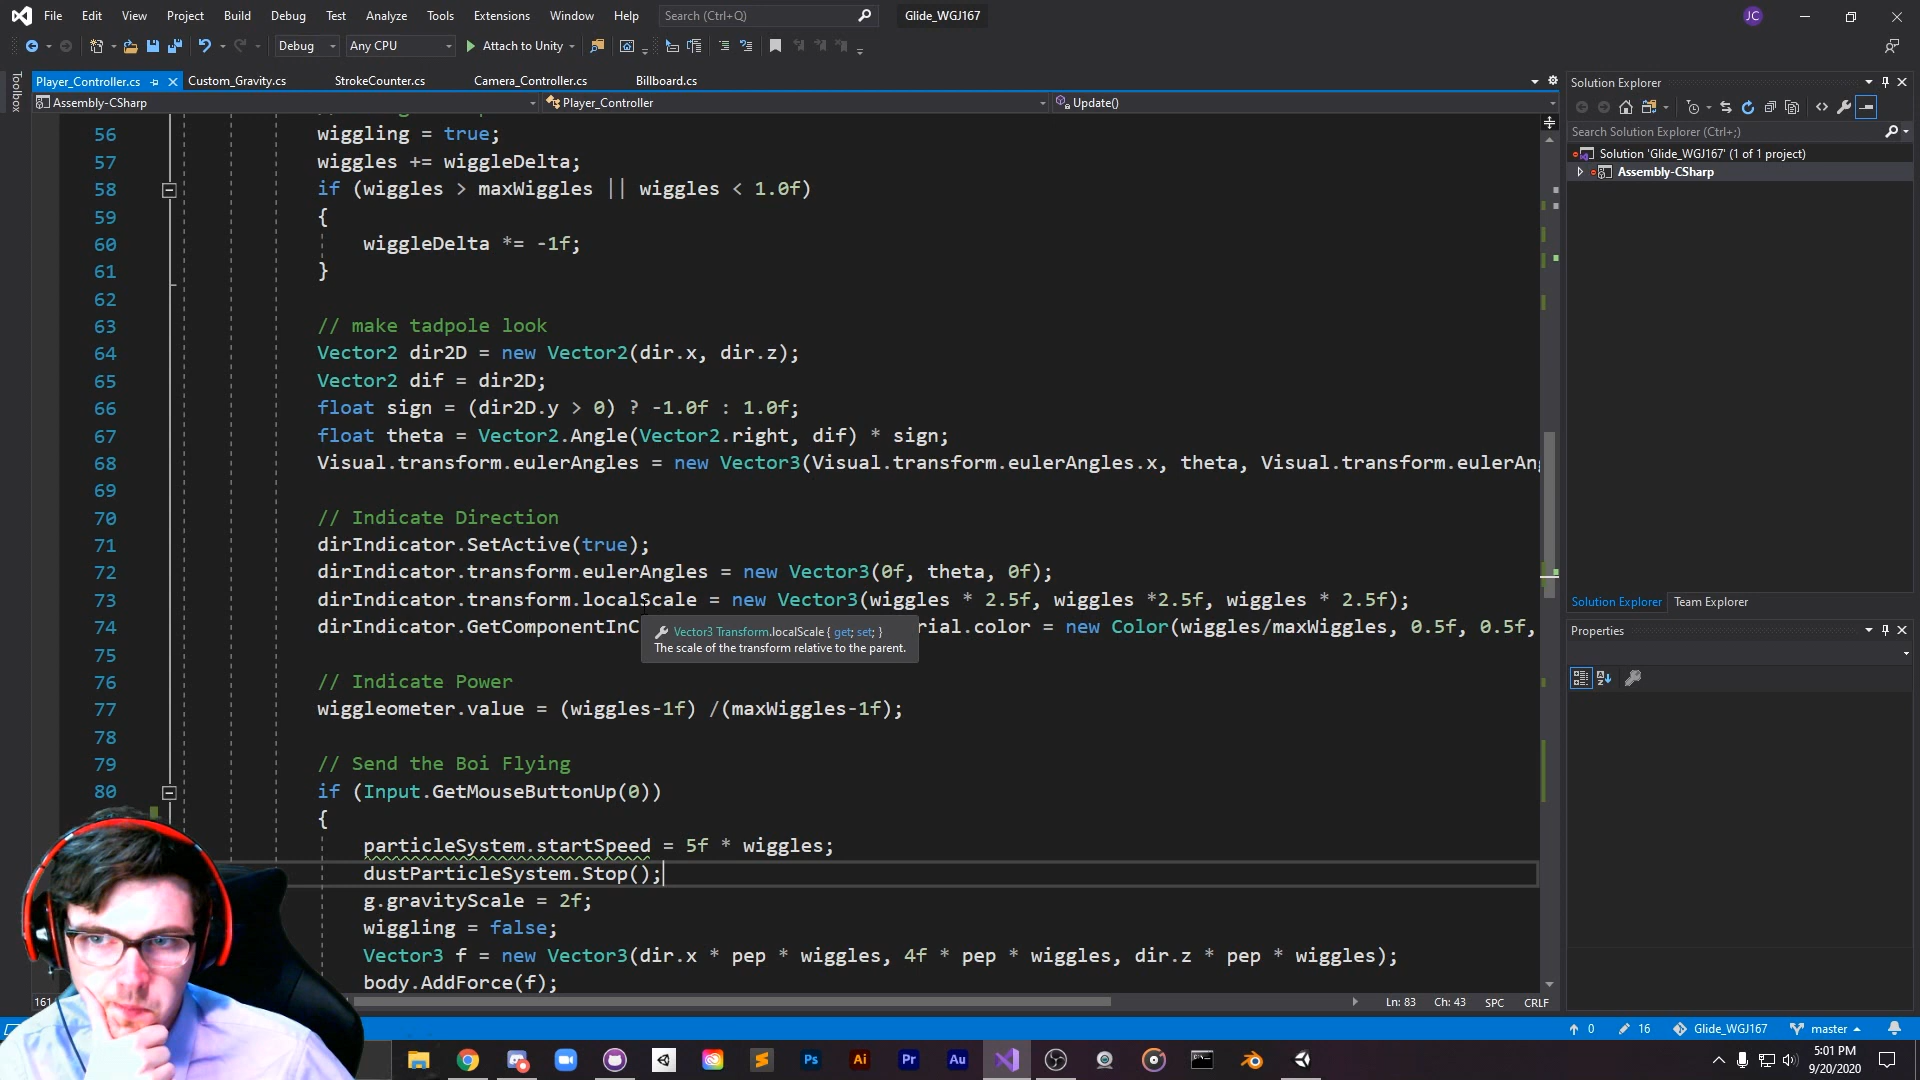 File Edit View Project Build Debug Test Analyze Tools Extensions Window Help Search (Ctrl+Q) Glide_WGJ167 JC
Debug Any CPU Attach to Unity
Toolbox
Player_Controller.cs Custom_Gravity.cs StrokeCounter.cs Camera_Controller.cs Billboard.cs
Assembly-CSharp Player_Controller Update()
56 wiggling = true;
57 wiggles += wiggleDelta;
58 if (wiggles > maxWiggles || wiggles < 1.0f)
59 {
60 wiggleDelta *= -1f;
61 }
62
63 // make tadpole look
64 Vector2 dir2D = new Vector2(dir.x, dir.z);
65 Vector2 dif = dir2D;
66 float sign = (dir2D.y > 0) ? -1.0f : 1.0f;
67 float theta = Vector2.Angle(Vector2.right, dif) * sign;
68 Visual.transform.eulerAngles = new Vector3(Visual.transform.eulerAngles.x, theta, Visual.transform.eulerAn
69
70 // Indicate Direction
71 dirIndicator.SetActive(true);
72 dirIndicator.transform.eulerAngles = new Vector3(0f, theta, 0f);
73 dirIndicator.transform.localScale = new Vector3(wiggles * 2.5f, wiggles *2.5f, wiggles * 2.5f);
74 dirIndicator.GetComponentInC rial.color = new Color(wiggles/maxWiggles, 0.5f, 0.5f,
Vector3 Transform.localScale { get; set; }
The scale of the transform relative to the parent.
75
76 // Indicate Power
77 wiggleometer.value = (wiggles-1f) /(maxWiggles-1f);
78
79 // Send the Boi Flying
80 if (Input.GetMouseButtonUp(0))
{
particleSystem.startSpeed = 5f * wiggles;
dustParticleSystem.Stop();
g.gravityScale = 2f;
wiggling = false;
Vector3 f = new Vector3(dir.x * pep * wiggles, 4f * pep * wiggles, dir.z * pep * wiggles);
body.AddForce(f);
161 Ln: 83 Ch: 43 SPC CRLF
Solution Explorer
Search Solution Explorer (Ctrl+;)
Solution 'Glide_WGJ167' (1 of 1 project)
Assembly-CSharp
Solution Explorer Team Explorer
Properties
0 16 Glide_WGJ167 master
Ps Ai Pr Au
5:01 PM
9/20/2020